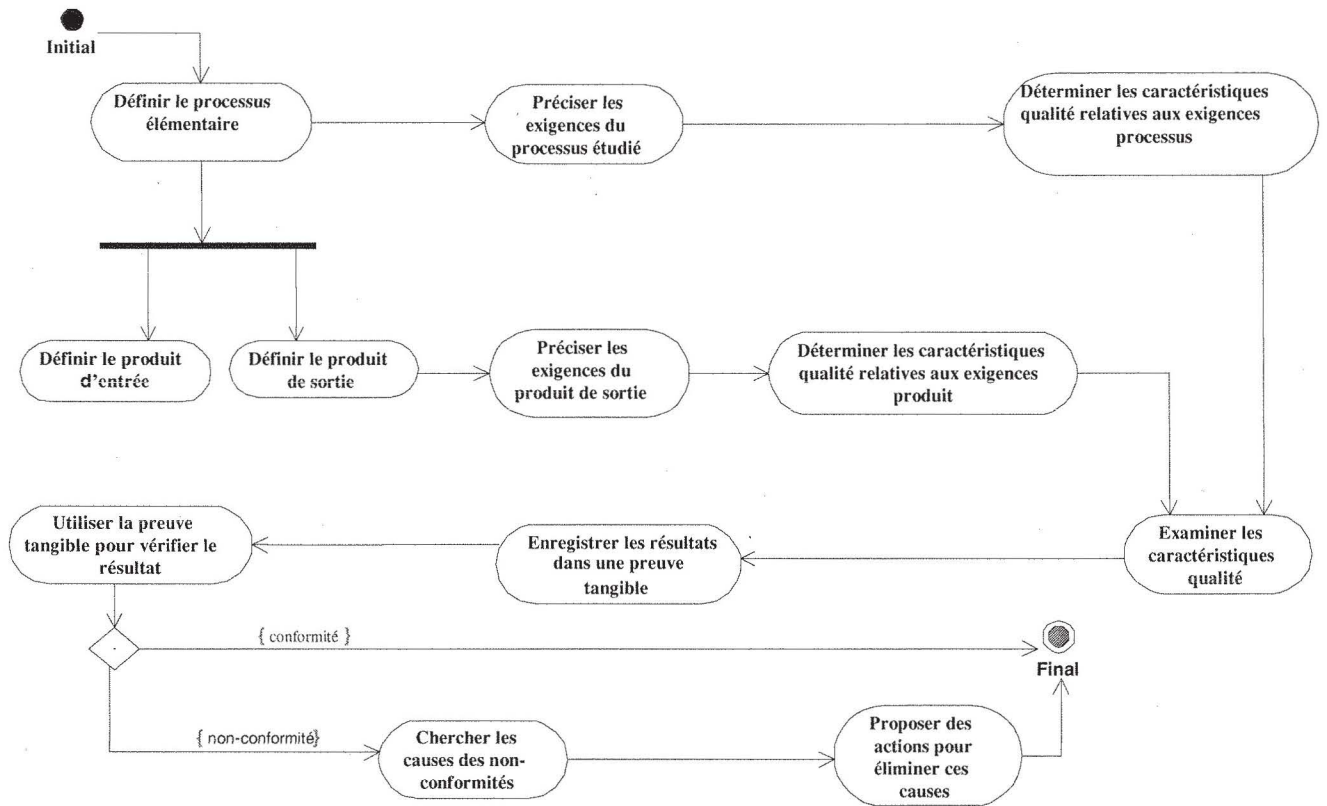 Initial
Définir le processus
élémentaire
Préciser les
exigences du
processus étudié
Déterminer les caractéristiques
qualité relatives aux exigences
processus
Définir le produit
d'entrée
Définir le produit
de sortie
Préciser les
exigences du
produit de sortie
Déterminer les caractéristiques
qualité relatives aux exigences
produit
Examiner les
caractéristiques
qualité
Enregistrer les résultats
dans une preuve
tangible
Utiliser la preuve
tangible pour vérifier le
résultat
{ conformité }
Final
{ non-conformité}
Chercher les
causes des non-
conformités
Proposer des
actions pour
éliminer ces
causes